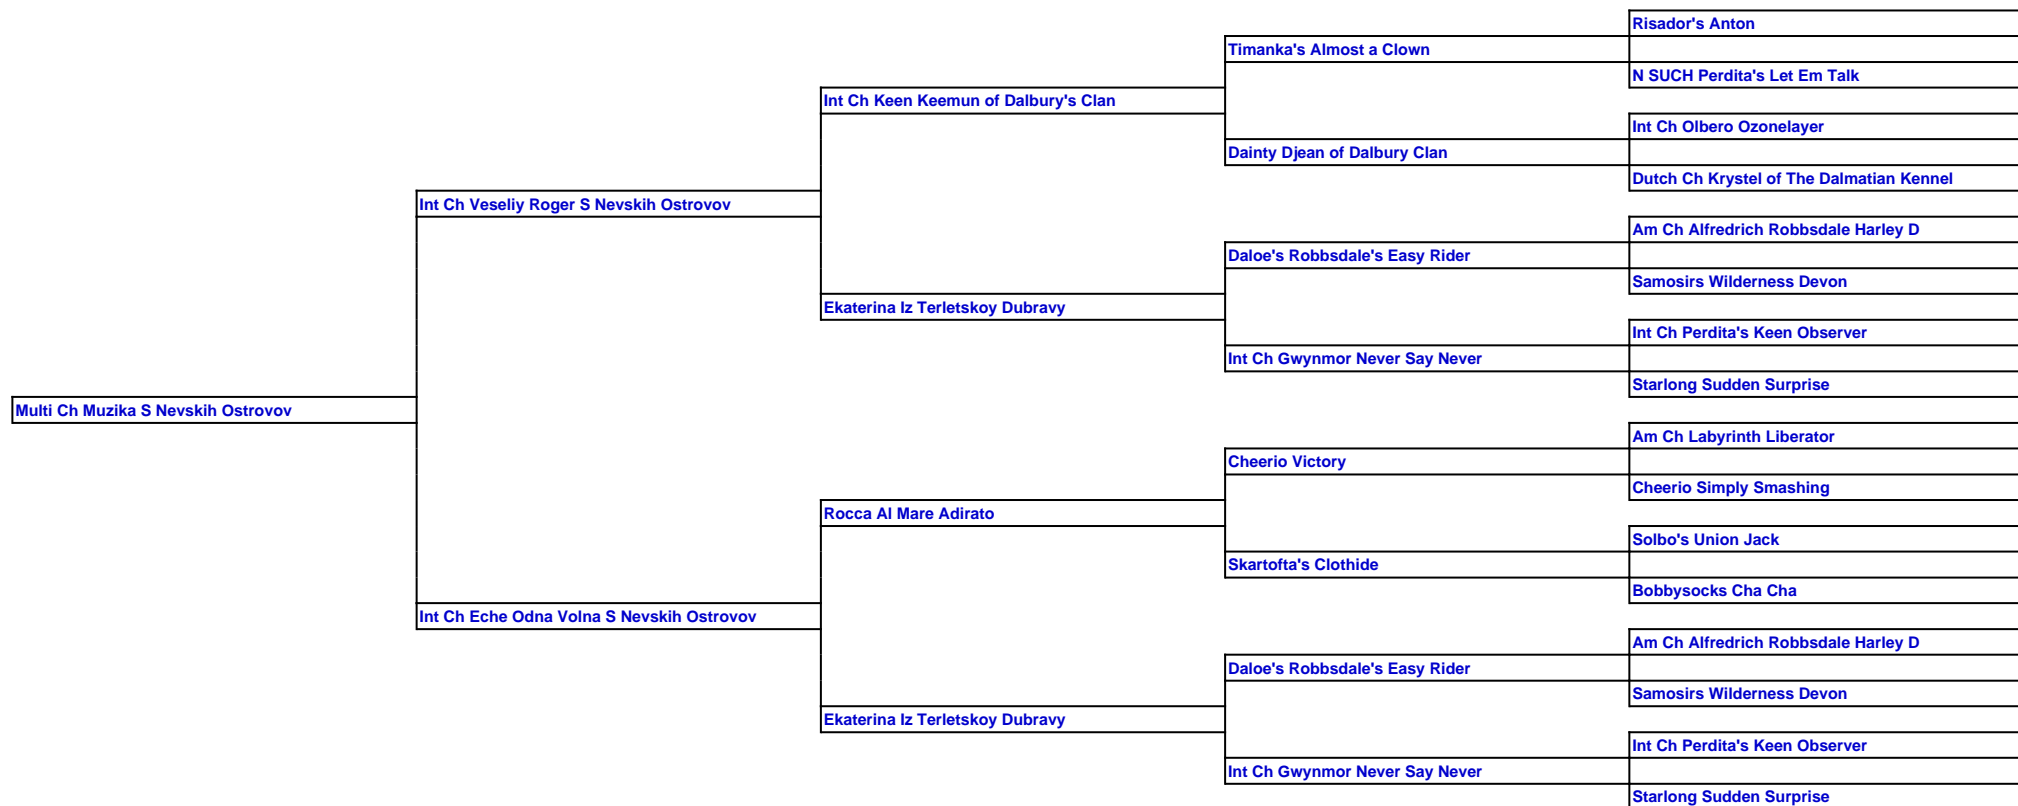 Risador's Anton
Timanka's Almost a Clown
N SUCH Perdita's Let Em Talk
Int Ch Keen Keemun of Dalbury's Clan
Int Ch Olbero Ozonelayer
Dainty Djean of Dalbury Clan
Dutch Ch Krystel of The Dalmatian Kennel
Int Ch Veseliy Roger S Nevskih Ostrovov
Am Ch Alfredrich Robbsdale Harley D
Daloe's Robbsdale's Easy Rider
Samosirs Wilderness Devon
Ekaterina Iz Terletskoy Dubravy
Int Ch Perdita's Keen Observer
Int Ch Gwynmor Never Say Never
Starlong Sudden Surprise
Multi Ch Muzika S Nevskih Ostrovov
Am Ch Labyrinth Liberator
Cheerio Victory
Cheerio Simply Smashing
Rocca Al Mare Adirato
Solbo's Union Jack
Skartofta's Clothide
Bobbysocks Cha Cha
Int Ch Eche Odna Volna S Nevskih Ostrovov
Am Ch Alfredrich Robbsdale Harley D
Daloe's Robbsdale's Easy Rider
Samosirs Wilderness Devon
Ekaterina Iz Terletskoy Dubravy
Int Ch Perdita's Keen Observer
Int Ch Gwynmor Never Say Never
Starlong Sudden Surprise